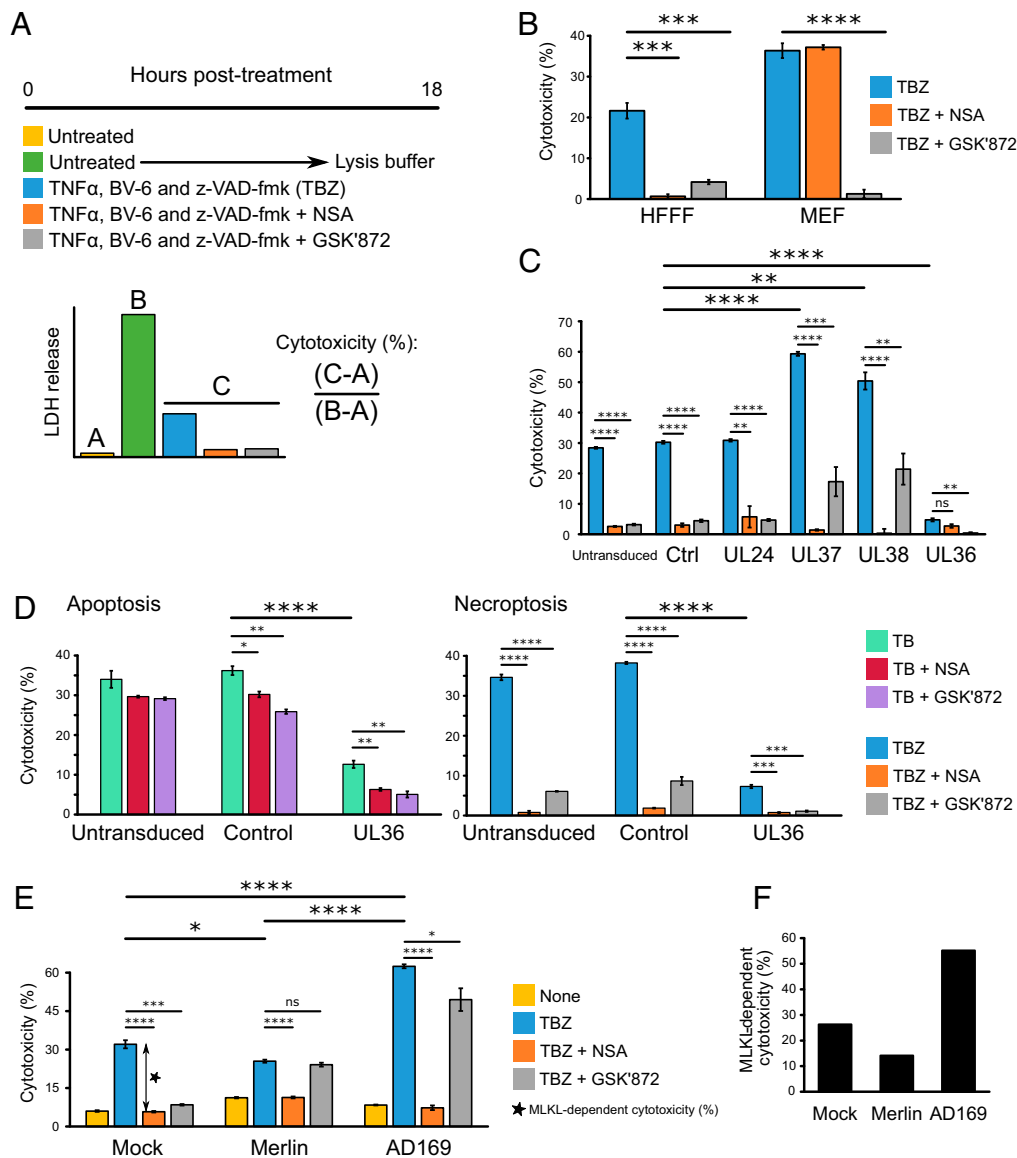 A
Hours post-treatment
0 18
Untreated
Untreated Lysis buffer
TNFα, BV-6 and z-VAD-fmk (TBZ)
TNFα, BV-6 and z-VAD-fmk + NSA
TNFα, BV-6 and z-VAD-fmk + GSK'872
LDH release
A
B
C
Cytotoxicity (%):
(C-A)
(B-A)
B
Cytotoxicity (%)
40
30
20
10
0
***
***
****
HFFF MEF
TBZ
TBZ + NSA
TBZ + GSK'872
C
Cytotoxicity (%)
70
60
50
40
30
20
10
0
****
**
****
****
****
****
****
****
**
***
****
**
****
**
ns
Untransduced Ctrl UL24 UL37 UL38 UL36
D
Apoptosis
Cytotoxicity (%)
40
30
20
10
0
****
**
*
**
**
Untransduced Control UL36
Necroptosis
40
30
20
10
0
****
****
****
****
****
***
***
Untransduced Control UL36
TB
TB + NSA
TB + GSK'872
TBZ
TBZ + NSA
TBZ + GSK'872
E
Cytotoxicity (%)
60
45
30
15
0
****
****
*
***
****
ns
****
*
****
Mock Merlin AD169
None
TBZ
TBZ + NSA
TBZ + GSK'872
MLKL-dependent cytotoxicity (%)
F
MLKL-dependent
cytotoxicity (%)
60
50
40
30
20
10
0
Mock Merlin AD169